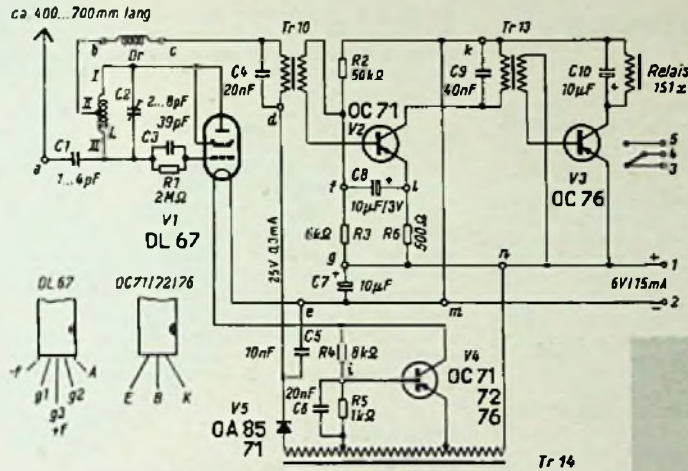 ca. 400...700mm lang
Tr 10
Tr 13
b
Dr
c
k
I
C4
20nF
R2
50kΩ
C9
40nF
C10
10µF
+
Relais
151x
C2
2...8pF
39pF
II
L
C3
d
OC 71
V2
C1
III
a
1...4pF
R1
2MΩ
V1
DL 67
f
C8
+
l
10µF/3V
V3
OC 76
5
4
3
25V 0,3mA
6kΩ
R3
R6
500Ω
g
n
+
1
C7
+
10µF
6V/15mA
DL 67
OC71/72/76
e
m
-
2
C5
10nF
R4
8kΩ
i
V4
OC 71
72
76
-f
g1
g3
+f
g2
A
E
B
K
20nF
C6
R5
1kΩ
V5
OA 85
71
Tr 14